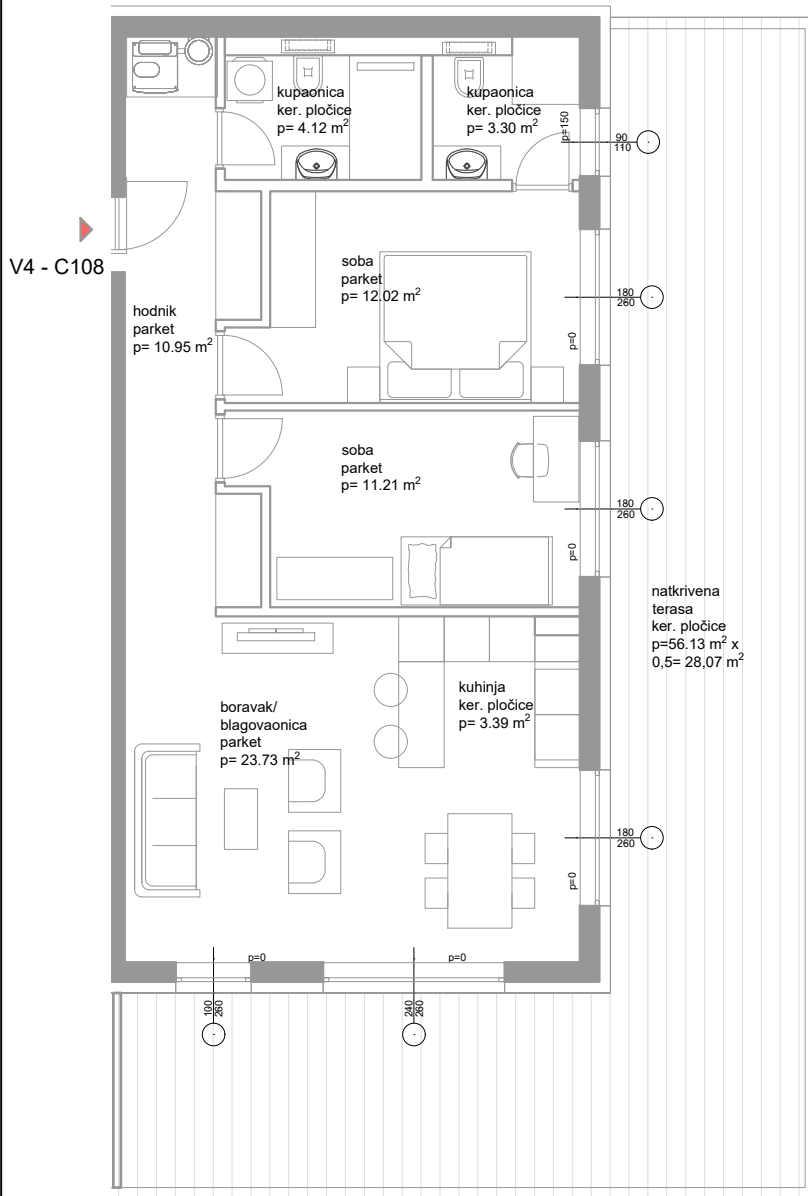 kupaonica
ker. pločice
p= 4.12 m²
kupaonica
ker. pločice
p= 3.30 m²
p=150
90
110
V4 - C108
hodnik
parket
p= 10.95 m²
soba
parket
p= 12.02 m²
180
260
p=0
soba
parket
p= 11.21 m²
180
260
p=0
natkrivena
terasa
ker. pločice
p=56.13 m² x
0,5= 28,07 m²
boravak/
blagovaonica
parket
p= 23.73 m²
kuhinja
ker. pločice
p= 3.39 m²
180
260
p=0
p=0
p=0
100
260
240
260